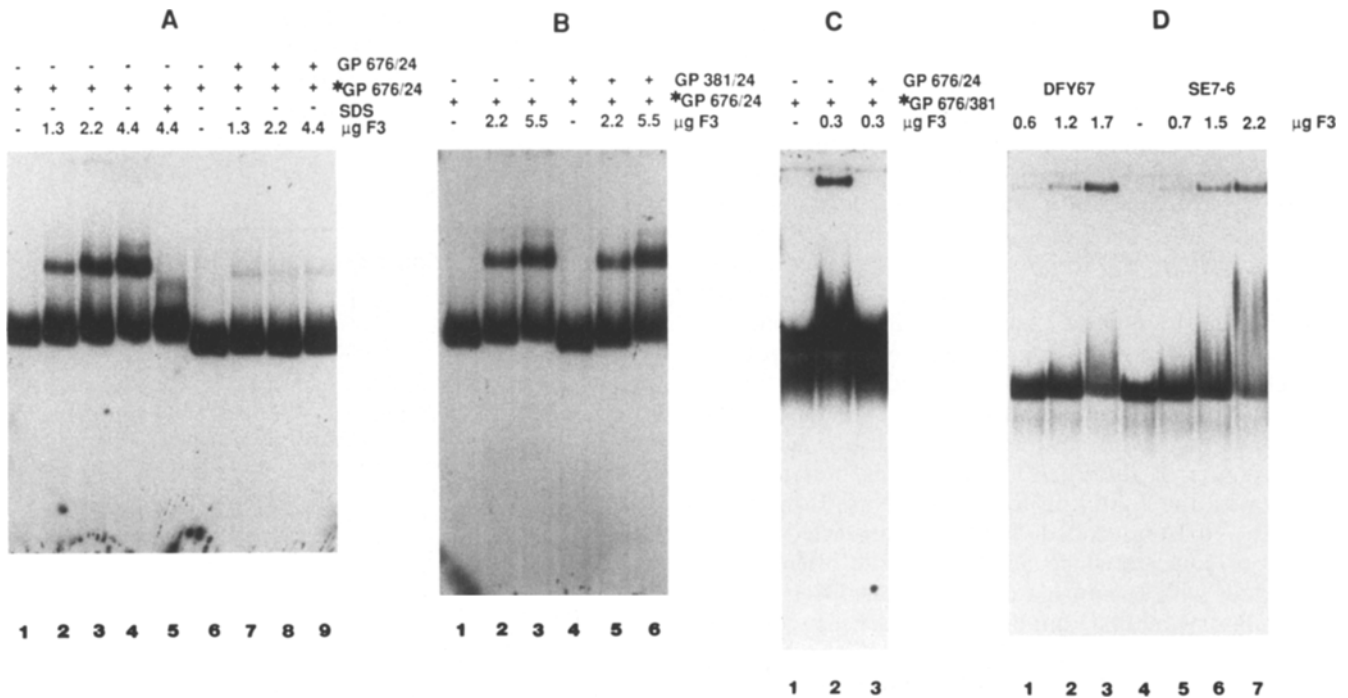 A
- - - - - - + + + GP 676/24
+ + + + + + + + + *GP 676/24
+ SDS
- 1.3 2.2 4.4 4.4 - 1.3 2.2 4.4 µg F3
1 2 3 4 5 6 7 8 9
B
- - - + + + GP 381/24
+ + + + + + *GP 676/24
- 2.2 5.5 - 2.2 5.5 µg F3
1 2 3 4 5 6
C
- - + GP 676/24
+ + + *GP 676/381
- 0.3 0.3 µg F3
1 2 3
D
DFY67 SE7-6
0.6 1.2 1.7 - 0.7 1.5 2.2 µg F3
1 2 3 4 5 6 7